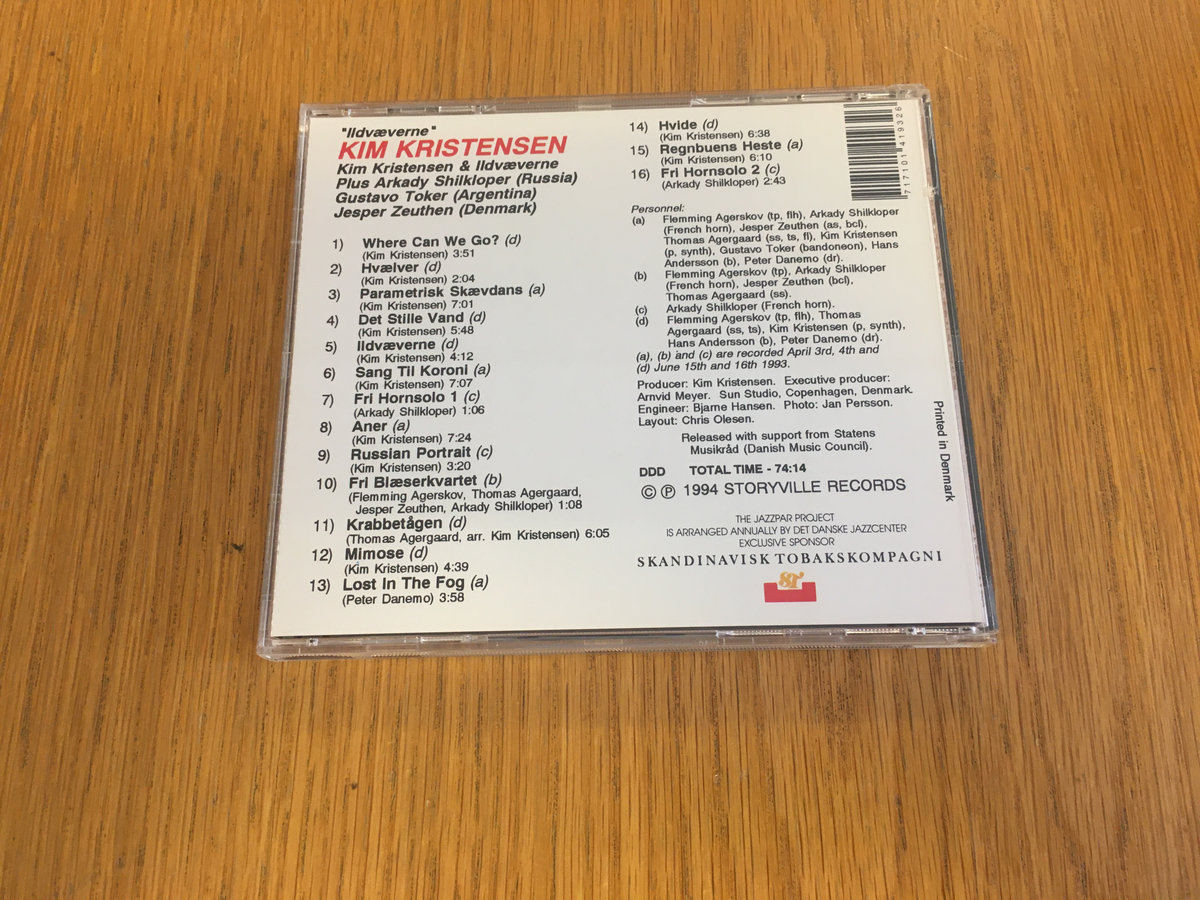 "Ildvæverne"
KIM KRISTENSEN
Kim Kristensen & Ildvæverne
Plus Arkady Shilkloper (Russia)
Gustavo Toker (Argentina)
Jesper Zeuthen (Denmark)
1) Where Can We Go? (d)
(Kim Kristensen) 3:51
2) Hvælver (d)
(Kim Kristensen) 2:04
3) Parametrisk Skævdans (a)
(Kim Kristensen) 7:01
4) Det Stille Vand (d)
(Kim Kristensen) 5:48
5) Ildvæverne (d)
(Kim Kristensen) 4:12
6) Sang Til Koroni (a)
(Kim Kristensen) 7:07
7) Fri Hornsolo 1 (c)
(Arkady Shilkloper) 1:06
8) Aner (a)
(Kim Kristensen) 7:24
9) Russian Portrait (c)
(Kim Kristensen) 3:20
10) Fri Blæserkvartet (b)
(Flemming Agerskov, Thomas Agergaard,
Jesper Zeuthen, Arkady Shilkloper) 1:08
11) Krabbetågen (d)
(Thomas Agergaard, arr. Kim Kristensen) 6:05
12) Mimose (d)
(Kim Kristensen) 4:39
13) Lost In The Fog (a)
(Peter Danemo) 3:58
14) Hvide (d)
(Kim Kristensen) 6:38
15) Regnbuens Heste (a)
(Kim Kristensen) 6:10
16) Fri Hornsolo 2 (c)
(Arkady Shilkloper) 2:43
7 17101 41932 6
Personnel:
(a) Flemming Agerskov (tp, flh), Arkady Shilkloper
(French horn), Jesper Zeuthen (as, bcl).
Thomas Agergaard (ss, ts, fl), Kim Kristensen
(p, synth), Gustavo Toker (bandoneon), Hans
Andersson (b), Peter Danemo (dr).
(b) Flemming Agerskov (tp), Arkady Shilkloper
(French horn), Jesper Zeuthen (bcl),
Thomas Agergaard (ss).
(c) Arkady Shilkloper (French horn).
(d) Flemming Agerskov (tp, flh), Thomas
Agergaard (ss, ts), Kim Kristensen (p, synth),
Hans Andersson (b), Peter Danemo (dr).
(a), (b) and (c) are recorded April 3rd, 4th and
(d) June 15th and 16th 1993.
Producer: Kim Kristensen. Executive producer:
Arnvid Meyer. Sun Studio, Copenhagen, Denmark.
Engineer: Bjarne Hansen. Photo: Jan Persson.
Layout: Chris Olesen.
Released with support from Statens
Musikråd (Danish Music Council).
DDD TOTAL TIME - 74:14
© ℗ 1994 STORYVILLE RECORDS
THE JAZZPAR PROJECT
IS ARRANGED ANNUALLY BY DET DANSKE JAZZCENTER
EXCLUSIVE SPONSOR
SKANDINAVISK TOBAKSKOMPAGNI
Printed in Denmark